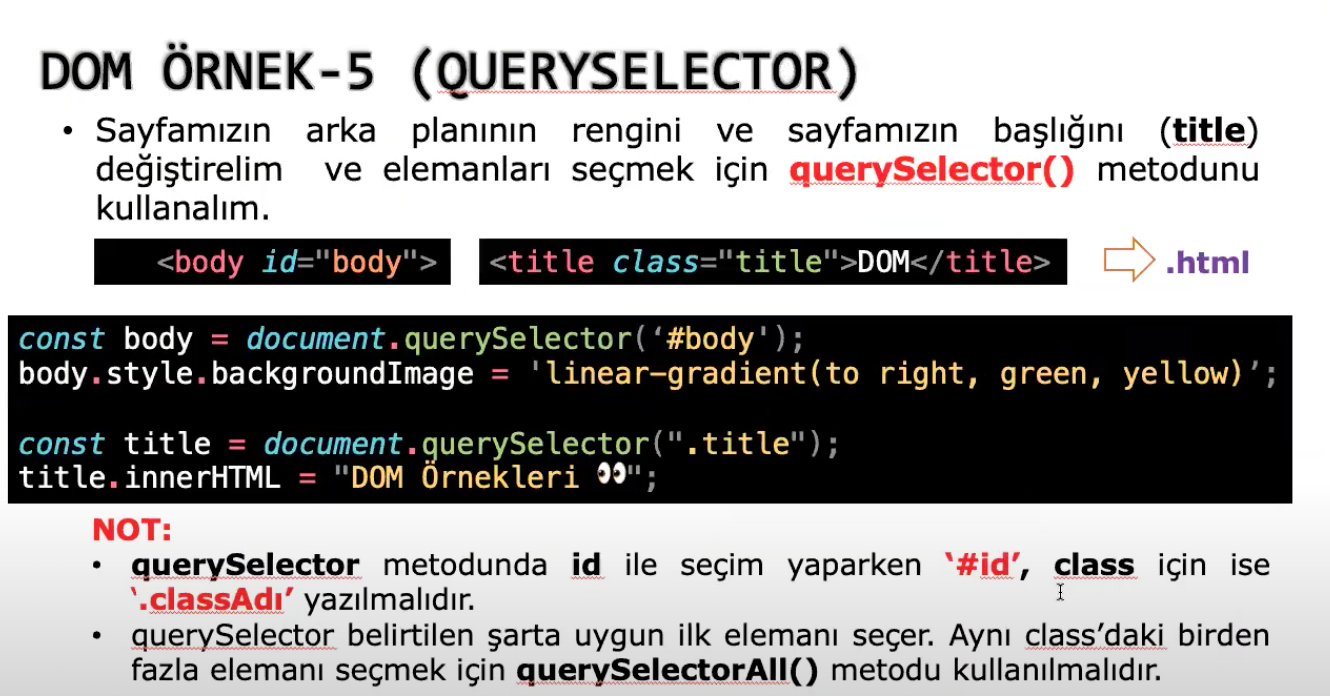 DOM ÖRNEK-5 (QUERYSELECTOR)
• Sayfamızın arka planının rengini ve sayfamızın başlığını (title)
değiştirelim ve elemanları seçmek için querySelector() metodunu
kullanalım.
<body id="body"> <title class="title">DOM</title> .html
const body = document.querySelector(‘#body');
body.style.backgroundImage = 'linear-gradient(to right, green, yellow)’;
const title = document.querySelector(".title");
title.innerHTML = "DOM Örnekleri 👀";
NOT:
• querySelector metodunda id ile seçim yaparken ‘#id’, class için ise
‘.classAdı’ yazılmalıdır.
• querySelector belirtilen şarta uygun ilk elemanı seçer. Aynı class’daki birden
fazla elemanı seçmek için querySelectorAll() metodu kullanılmalıdır.